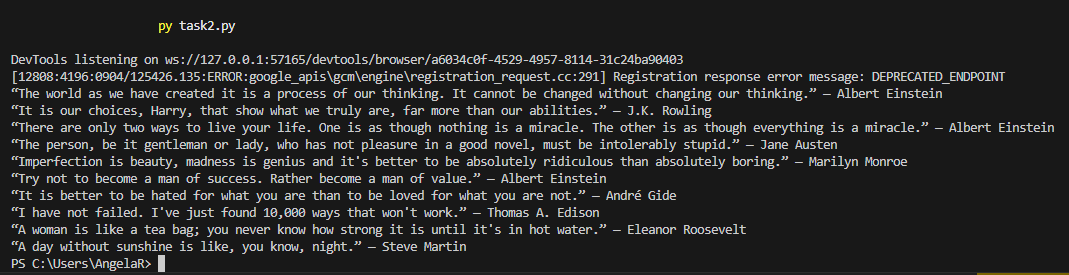 py task2.py
DevTools listening on ws://127.0.0.1:57165/devtools/browser/a6034c0f-4529-4957-8114-31c24ba90403
[12808:4196:0904/125426.135:ERROR:google_apis\gcm\engine\registration_request.cc:291] Registration response error message: DEPRECATED_ENDPOINT
“The world as we have created it is a process of our thinking. It cannot be changed without changing our thinking.” — Albert Einstein
“It is our choices, Harry, that show what we truly are, far more than our abilities.” — J.K. Rowling
“There are only two ways to live your life. One is as though nothing is a miracle. The other is as though everything is a miracle.” — Albert Einstein
“The person, be it gentleman or lady, who has not pleasure in a good novel, must be intolerably stupid.” — Jane Austen
“Imperfection is beauty, madness is genius and it's better to be absolutely ridiculous than absolutely boring.” — Marilyn Monroe
“Try not to become a man of success. Rather become a man of value.” — Albert Einstein
“It is better to be hated for what you are than to be loved for what you are not.” — André Gide
“I have not failed. I've just found 10,000 ways that won't work.” — Thomas A. Edison
“A woman is like a tea bag; you never know how strong it is until it's in hot water.” — Eleanor Roosevelt
“A day without sunshine is like, you know, night.” — Steve Martin
PS C:\Users\AngelaR>